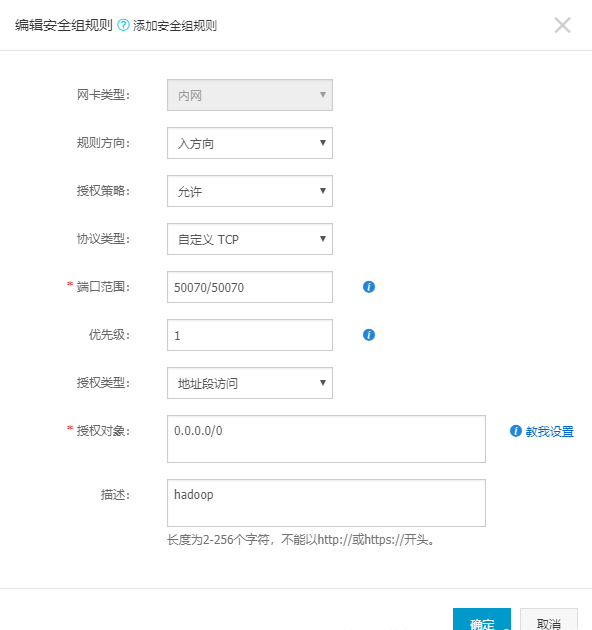 编辑安全组规则 ? 添加安全组规则
网卡类型: 内网
规则方向: 入方向
授权策略: 允许
协议类型: 自定义 TCP
* 端口范围: 50070/50070
优先级: 1
授权类型: 地址段访问
* 授权对象: 0.0.0.0/0 教我设置
描述: hadoop
长度为2-256个字符，不能以http://或https://开头。
确定 取消